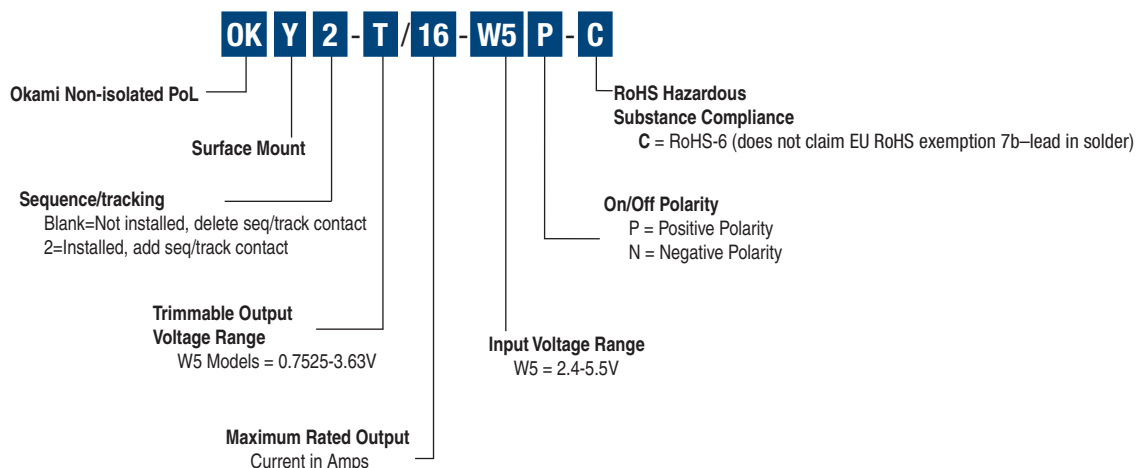 OK Y 2 - T / 16 - W5 P - C
Okami Non-isolated PoL
RoHS Hazardous
Substance Compliance
C = RoHS-6 (does not claim EU RoHS exemption 7b–lead in solder)
Surface Mount
Sequence/tracking
Blank=Not installed, delete seq/track contact
2=Installed, add seq/track contact
On/Off Polarity
P = Positive Polarity
N = Negative Polarity
Trimmable Output
Voltage Range
W5 Models = 0.7525-3.63V
Input Voltage Range
W5 = 2.4-5.5V
Maximum Rated Output
Current in Amps